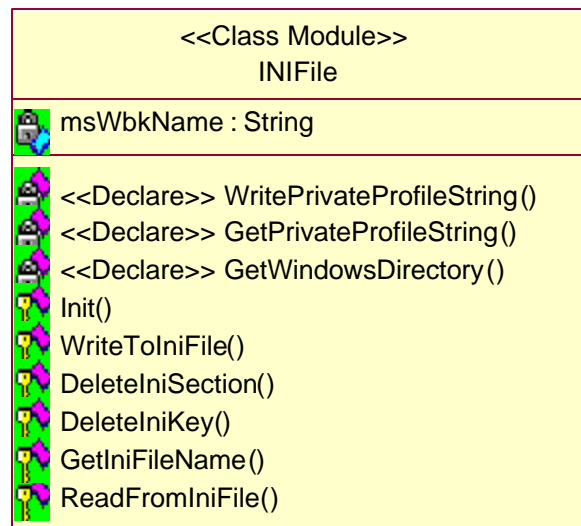 <<Class Module>>
INIFile
msWbkName : String
<<Declare>> WritePrivateProfileString()
<<Declare>> GetPrivateProfileString()
<<Declare>> GetWindowsDirectory()
Init()
WriteToIniFile()
DeleteIniSection()
DeleteIniKey()
GetIniFileName()
ReadFromIniFile()